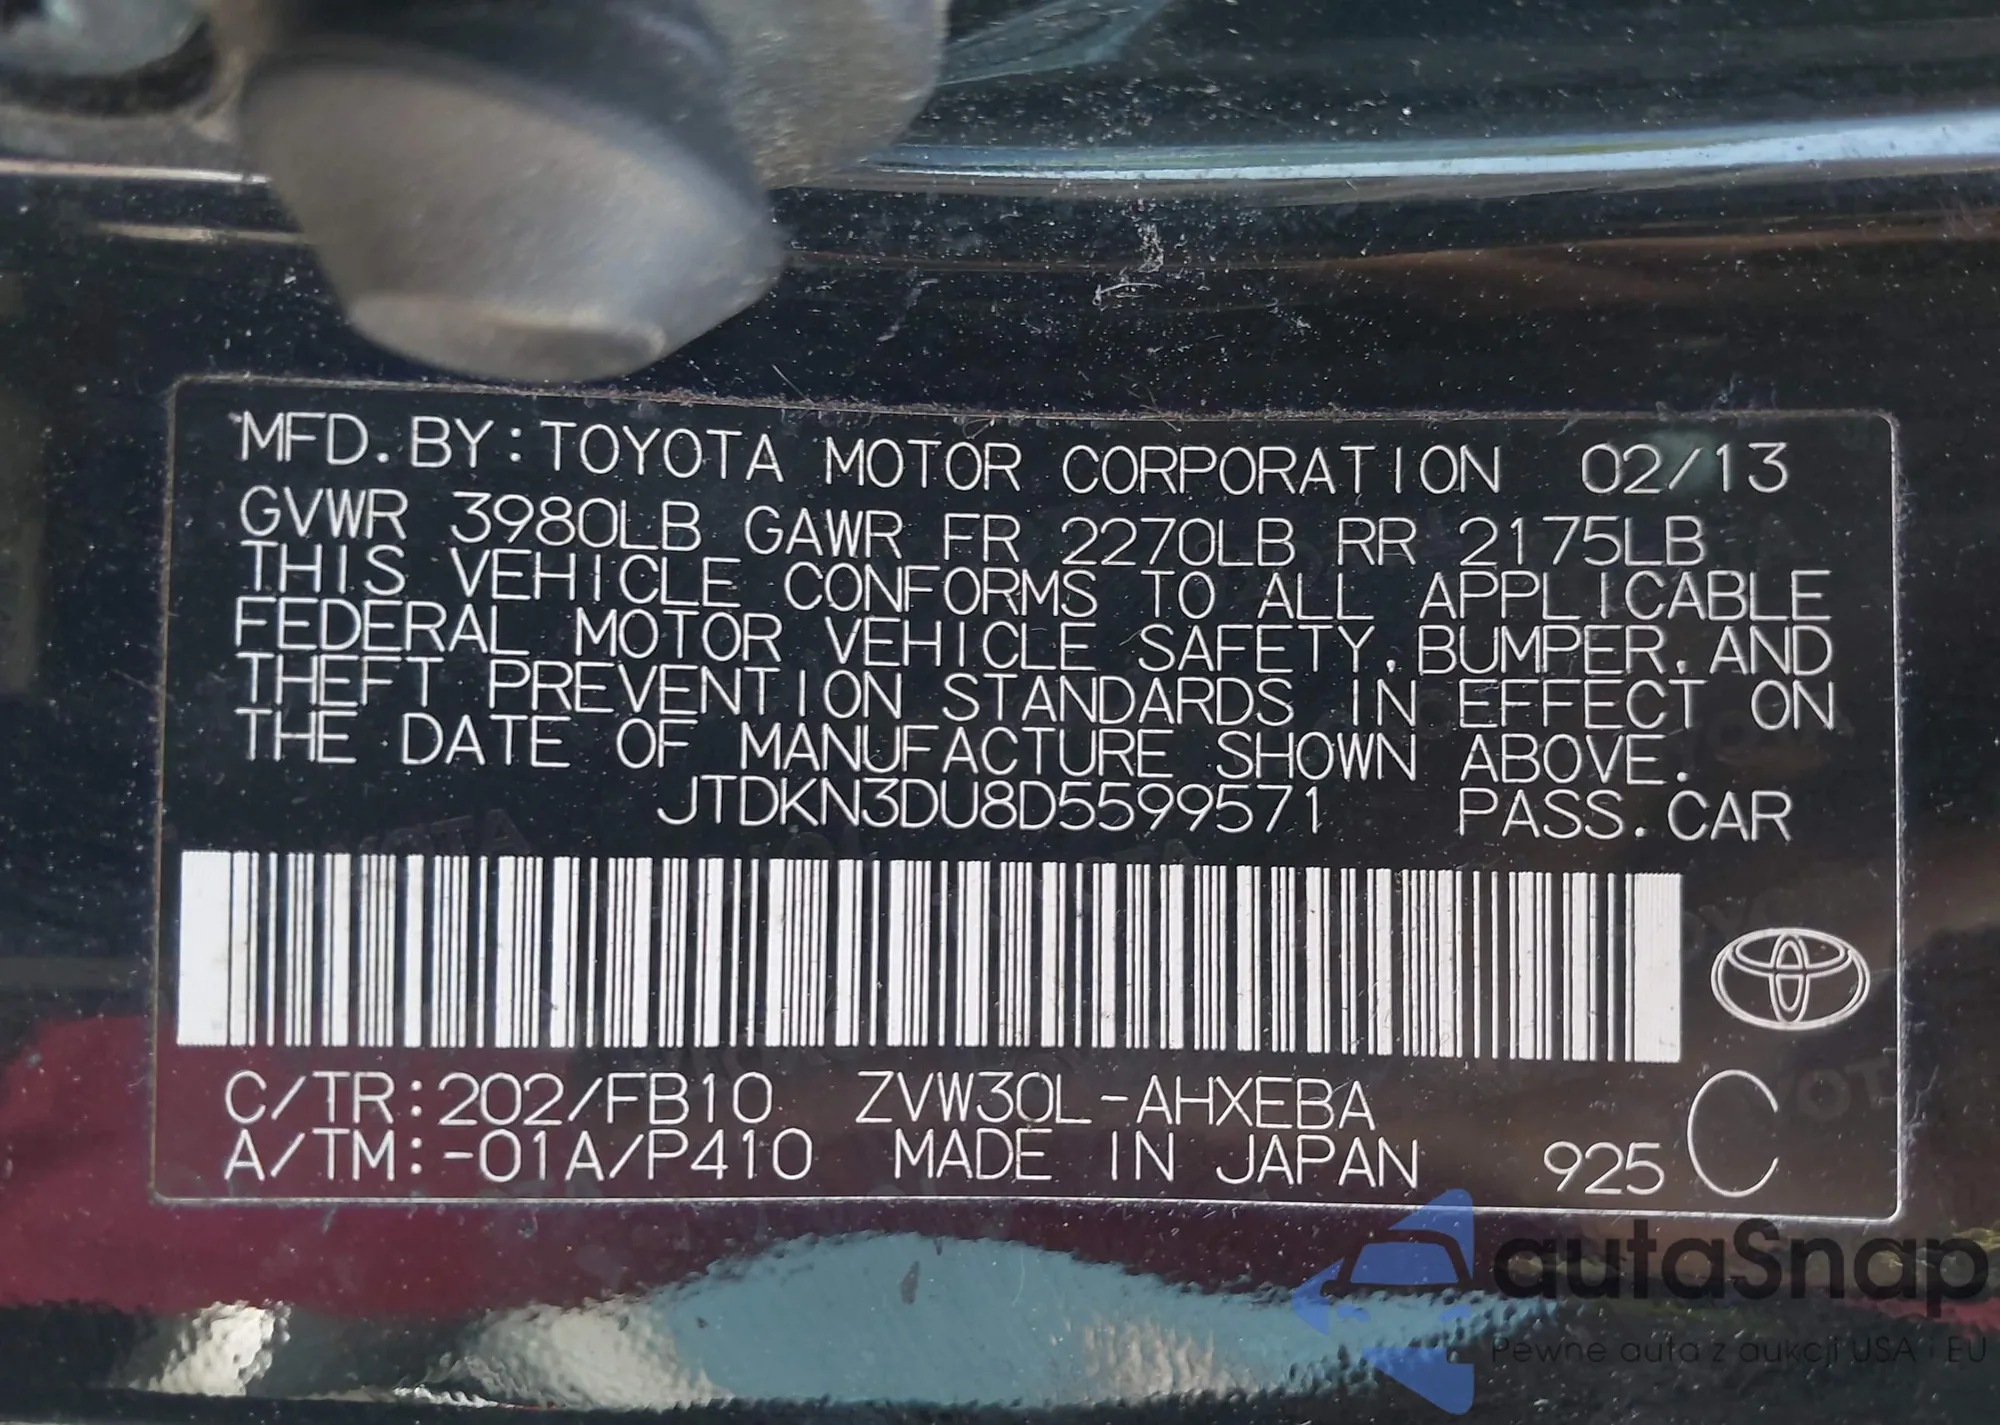 MFD. BY: TOYOTA MOTOR CORPORATION 02/13
GVWR 3980LB GAWR FR 2270LB RR 2175LB
THIS VEHICLE CONFORMS TO ALL APPLICABLE
FEDERAL MOTOR VEHICLE SAFETY, BUMPER, AND
THEFT PREVENTION STANDARDS IN EFFECT ON
THE DATE OF MANUFACTURE SHOWN ABOVE.
JTDKN3DU8D5599571 PASS. CAR
C/TR: 202/FB10 ZVW30L-AHXEBA
A/TM: -01A/P410 MADE IN JAPAN 925 C
autaSnap
Pewne auta z aukcji USA i EU